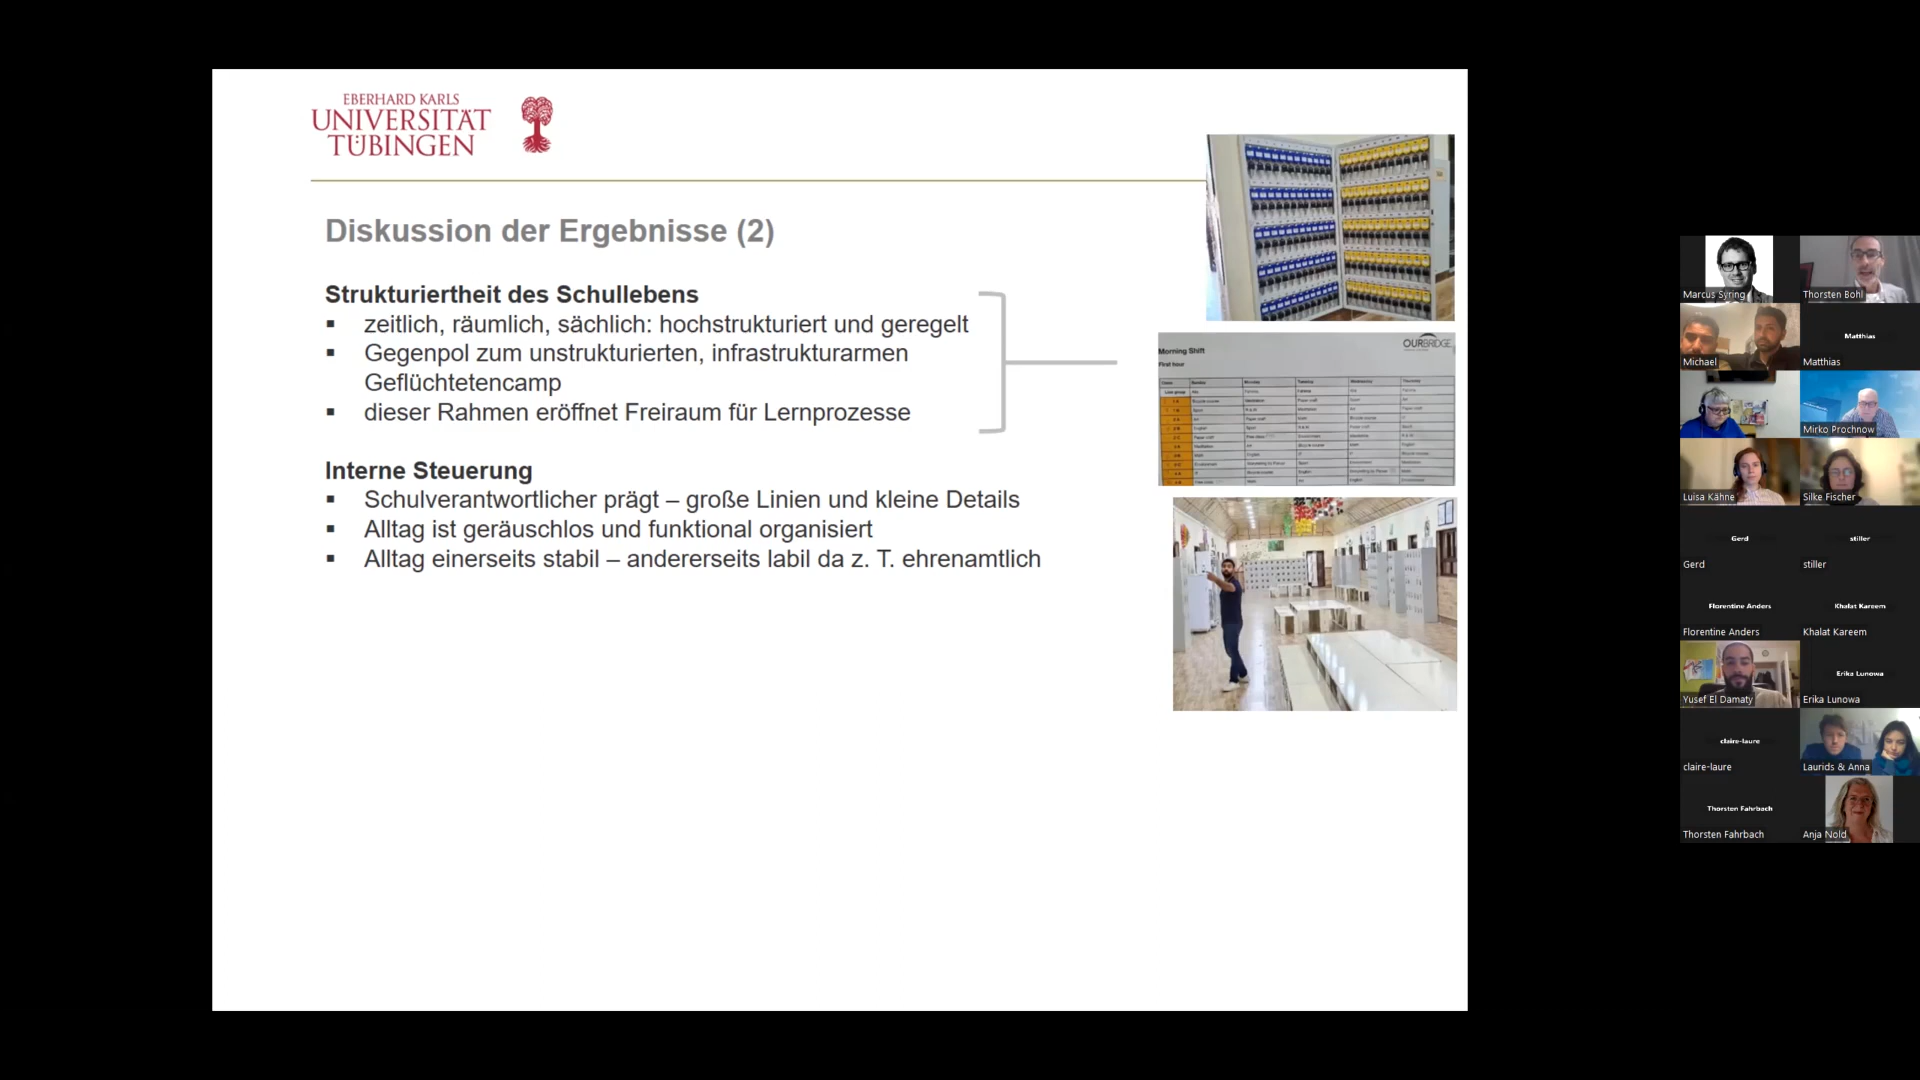 EBERHARD KARLS
UNIVERSITÄT
TÜBINGEN
Diskussion der Ergebnisse (2)
Strukturiertheit des Schullebens
▪ zeitlich, räumlich, sächlich: hochstrukturiert und geregelt
▪ Gegenpol zum unstrukturierten, infrastrukturarmen
Geflüchtetencamp
▪ dieser Rahmen eröffnet Freiraum für Lernprozesse
Interne Steuerung
▪ Schulverantwortlicher prägt – große Linien und kleine Details
▪ Alltag ist geräuschlos und funktional organisiert
▪ Alltag einerseits stabil – andererseits labil da z. T. ehrenamtlich
OURBRIDGE
Morning Shift
First hour
Marcus Syring
Thorsten Bohl
Michael
Matthias
Matthias
Mirko Prochnow
Luisa Kähne
Silke Fischer
Gerd
stiller
Gerd
stiller
Florentine Anders
Khalat Kareem
Florentine Anders
Khalat Kareem
Erika Lunowa
Yusef El Damaty
Erika Lunowa
claire-laure
claire-laure
Laurids & Anna
Thorsten Fahrbach
Thorsten Fahrbach
Anja Nold